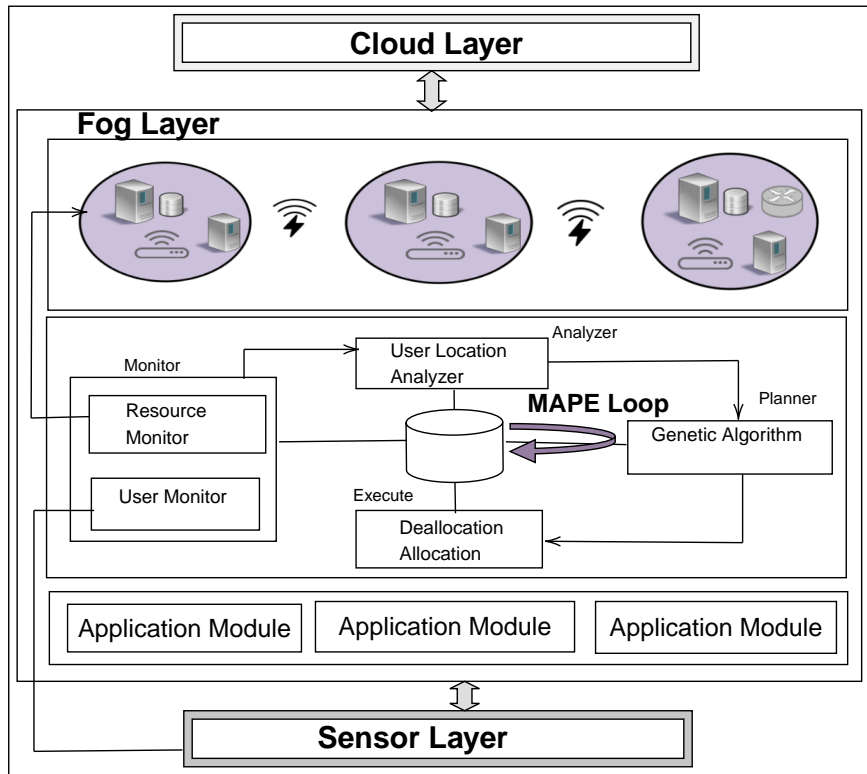 Cloud Layer
Fog Layer
Analyzer
User Location
Analyzer
Monitor
MAPE Loop
Planner
Resource
Monitor
Genetic Algorithm
User Monitor
Execute
Deallocation
Allocation
Application Module
Application Module
Application Module
Sensor Layer